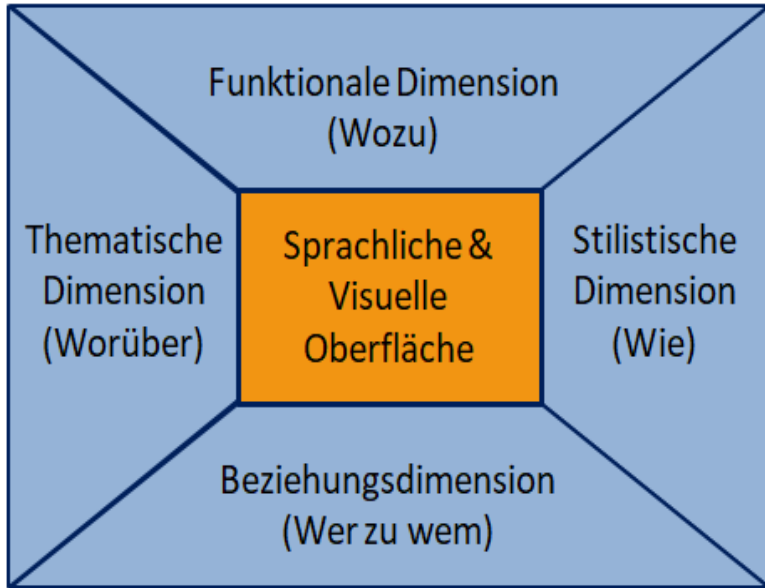 Funktionale Dimension
(Wozu)
Thematische
Dimension
(Worüber)
Sprachliche &
Visuelle
Oberfläche
Stilistische
Dimension
(Wie)
Beziehungsdimension
(Wer zu wem)